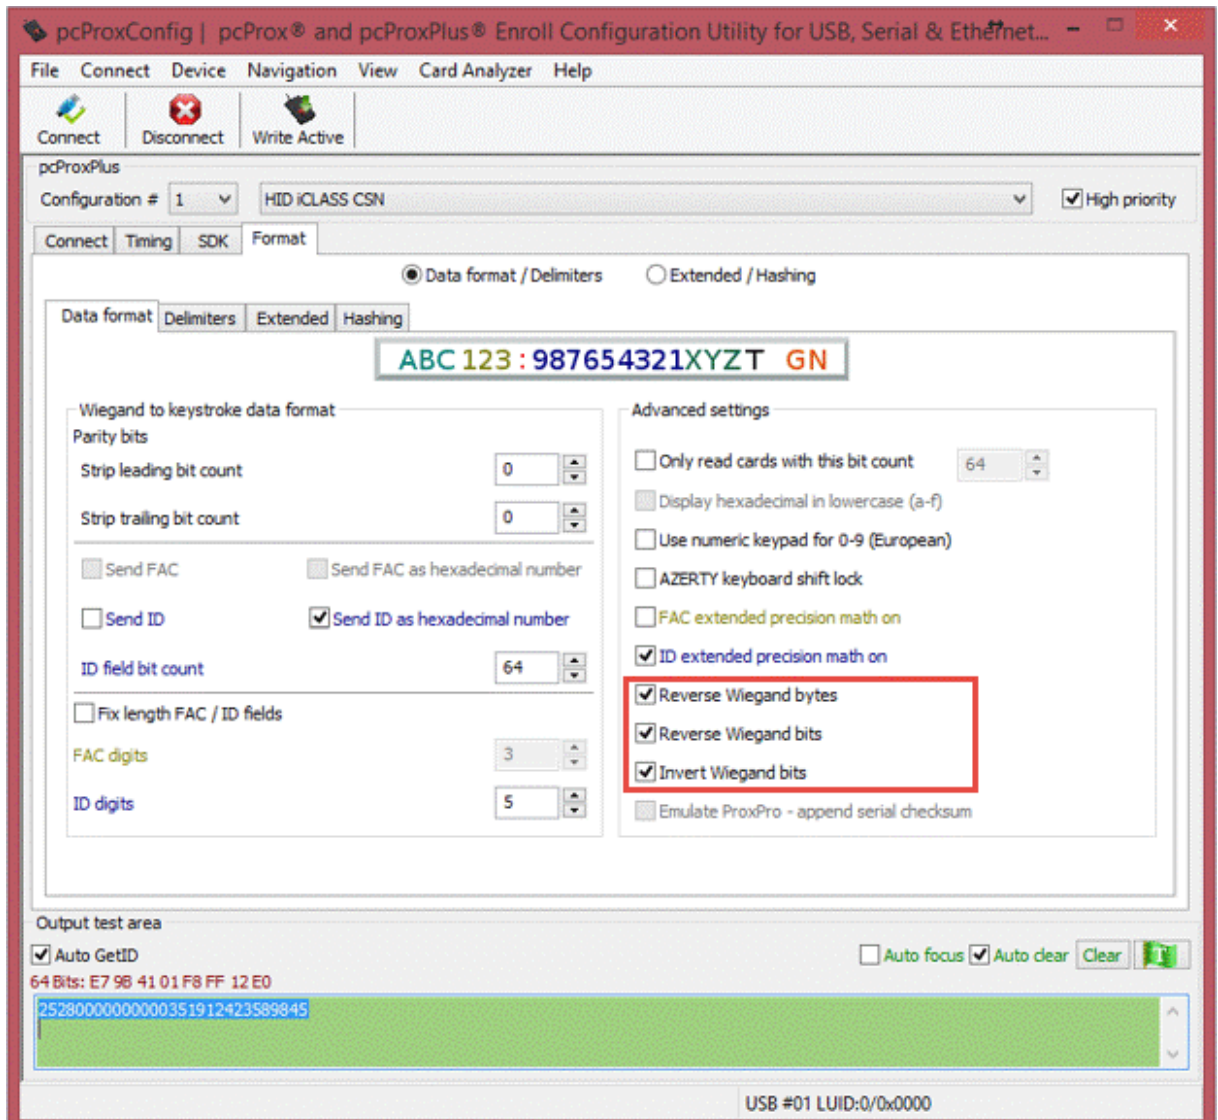 pcProxConfig | pcProx® and pcProxPlus® Enroll Configuration Utility for USB, Serial & Ethernet...
File Connect Device Navigation View Card Analyzer Help
Connect Disconnect Write Active
pcProxPlus
Configuration # 1 HID iCLASS CSN High priority
Connect Timing SDK Format
Data format / Delimiters Extended / Hashing
Data format Delimiters Extended Hashing
ABC 123 : 987654321XYZT GN
Wiegand to keystroke data format
Parity bits
Strip leading bit count 0
Strip trailing bit count 0
Send FAC Send FAC as hexadecimal number
Send ID Send ID as hexadecimal number
ID field bit count 64
Fix length FAC / ID fields
FAC digits 3
ID digits 5
Advanced settings
Only read cards with this bit count 64
Display hexadecimal in lowercase (a-f)
Use numeric keypad for 0-9 (European)
AZERTY keyboard shift lock
FAC extended precision math on
ID extended precision math on
Reverse Wiegand bytes
Reverse Wiegand bits
Invert Wiegand bits
Emulate ProxPro - append serial checksum
Output test area
Auto GetID Auto focus Auto clear Clear
64 Bits: E7 9B 41 01 F8 FF 12 E0
2528000000000351912423589845
USB #01 LUID:0/0x0000